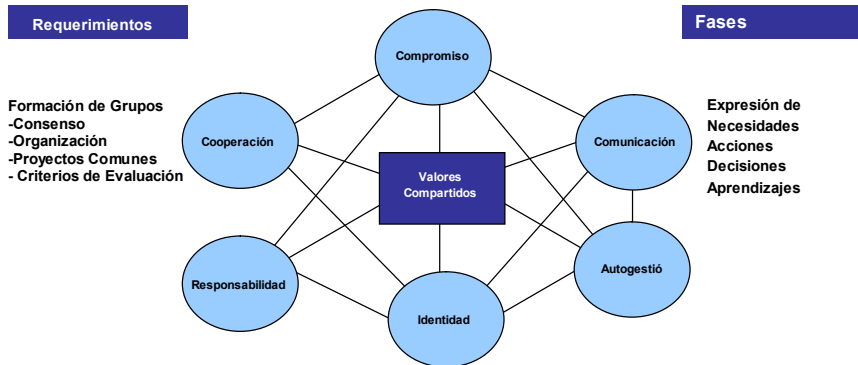 Requerimientos
Fases
Compromiso
Formación de Grupos
-Consenso
-Organización
-Proyectos Comunes
- Criterios de Evaluación
Cooperación
Comunicación
Expresión de
Necesidades
Acciones
Decisiones
Aprendizajes
Valores
Compartidos
Responsabilidad
Autogestió
Identidad